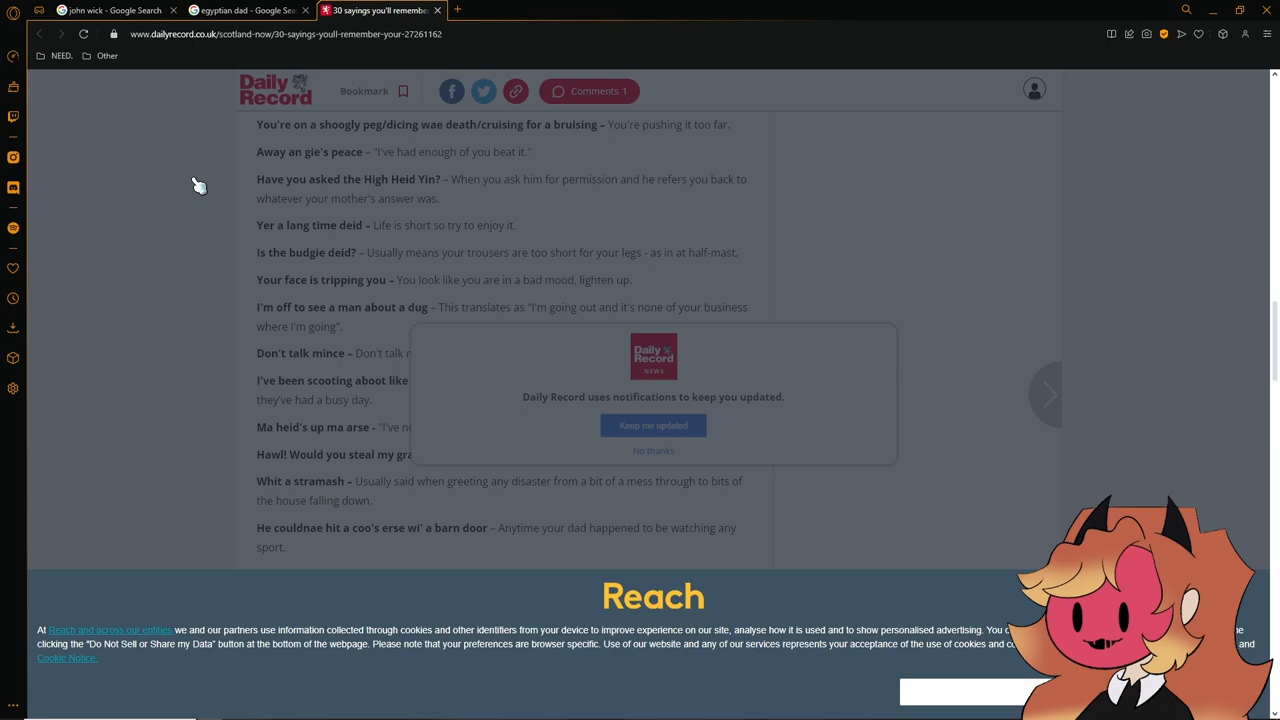 john wick - Google Search
egyptian dad - Google Sea
30 sayings you'll remembe
www.dailyrecord.co.uk/scotland-now/30-sayings-youll-remember-your-27261162
NEED.
Other
Daily
Record
Bookmark
Comments 1
You're on a shoogly peg/dicing wae death/cruising for a bruising – You're pushing it too far.
Away an gie's peace – "I've had enough of you beat it."
Have you asked the High Heid Yin? – When you ask him for permission and he refers you back to
whatever your mother's answer was.
Yer a lang time deid – Life is short so try to enjoy it.
Is the budgie deid? – Usually means your trousers are too short for your legs - as in at half-mast.
Your face is tripping you – You look like you are in a bad mood, lighten up.
I'm off to see a man about a dug – This translates as "I'm going out and it's none of your business
where I'm going".
Don't talk mince – Don't talk r
I've been scooting aboot like
they've had a busy day.
Ma heid's up ma arse - "I've no
Hawl! Would you steal my gra
Whit a stramash – Usually said when greeting any disaster from a bit of a mess through to bits of
the house falling down.
He couldnae hit a coo's erse wi' a barn door – Anytime your dad happened to be watching any
sport.
Daily
Record
NEWS
Daily Record uses notifications to keep you updated.
Keep me updated
No thanks
Reach
At Reach and across our entities we and our partners use information collected through cookies and other identifiers from your device to improve experience on our site, analyse how it is used and to show personalised advertising. You c
clicking the "Do Not Sell or Share my Data" button at the bottom of the webpage. Please note that your preferences are browser specific. Use of our website and any of our services represents your acceptance of the use of cookies and co
and
Cookie Notice.